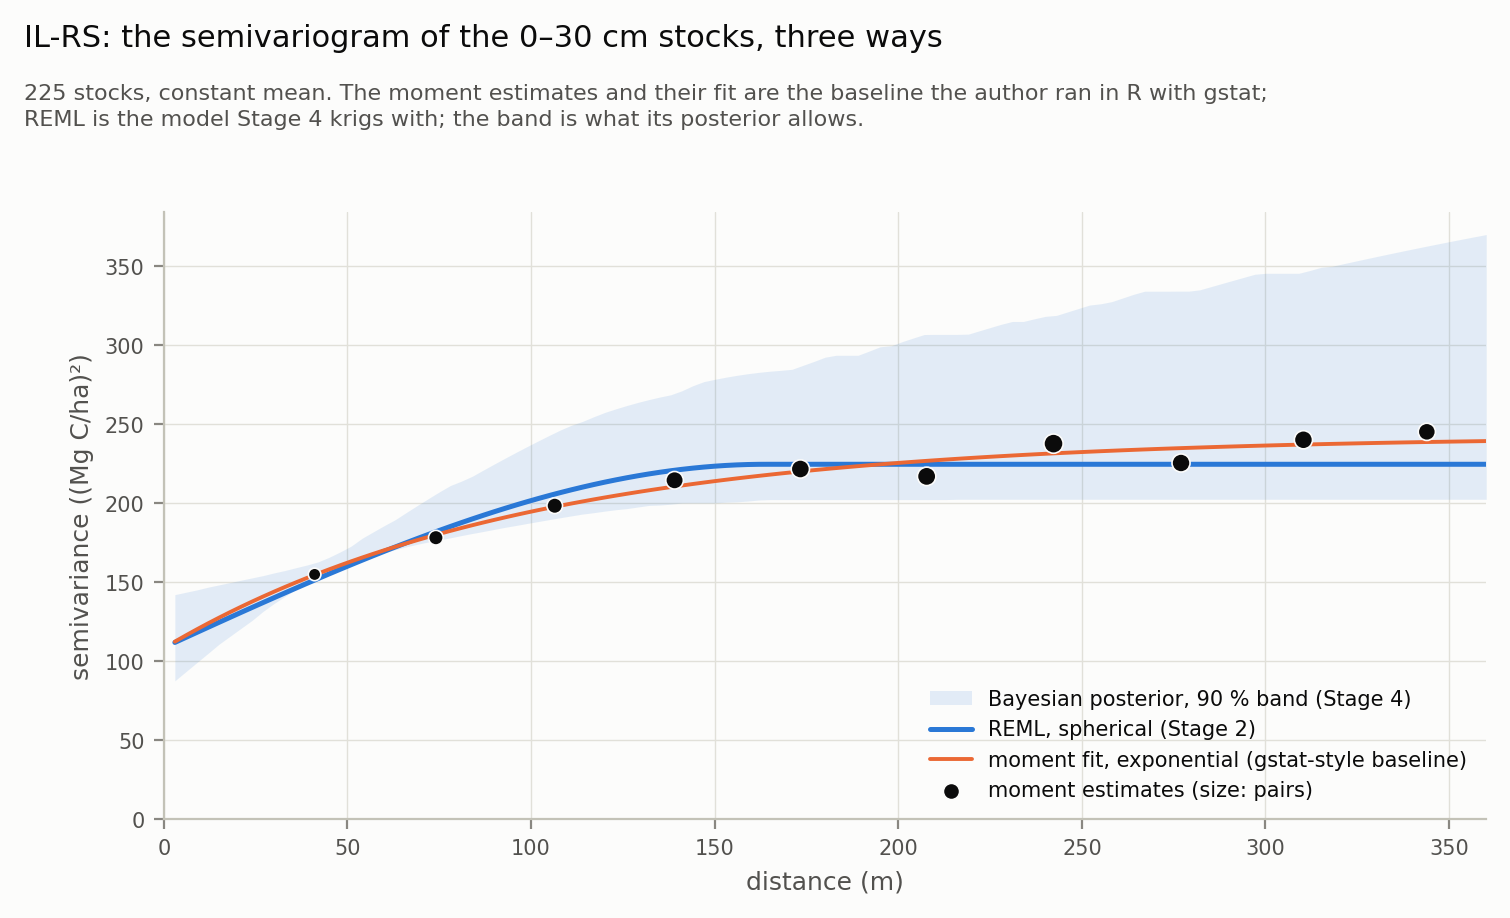 IL-RS: the semivariogram of the 0–30 cm stocks, three ways
225 stocks, constant mean. The moment estimates and their fit are the baseline the author ran in R with gstat;
REML is the model Stage 4 krigs with; the band is what its posterior allows.
semivariance ((Mg C/ha)²)
350
300
250
200
150
100
50
0
Bayesian posterior, 90 % band (Stage 4)
REML, spherical (Stage 2)
moment fit, exponential (gstat-style baseline)
moment estimates (size: pairs)
0 50 100 150 200 250 300 350
distance (m)